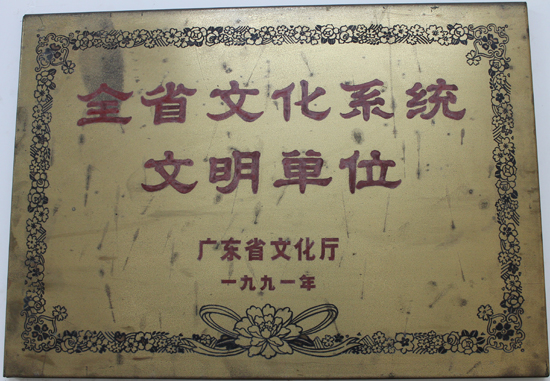 全省文化系统
文明单位
广东省文化厅
一九九一年